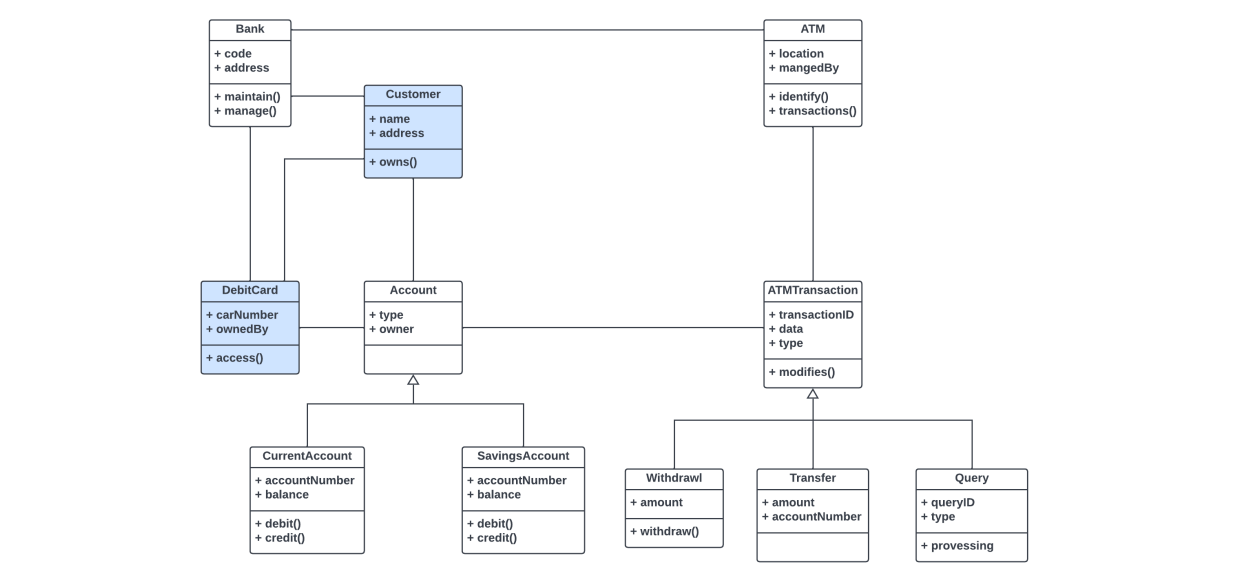 Bank
+ code
+ address
+ maintain()
+ manage()
ATM
+ location
+ mangedBy
+ identify()
+ transactions()
Customer
+ name
+ address
+ owns()
DebitCard
+ carNumber
+ ownedBy
+ access()
Account
+ type
+ owner
ATMTransaction
+ transactionID
+ data
+ type
+ modifies()
CurrentAccount
+ accountNumber
+ balance
+ debit()
+ credit()
SavingsAccount
+ accountNumber
+ balance
+ debit()
+ credit()
Withdrawl
+ amount
+ withdraw()
Transfer
+ amount
+ accountNumber
Query
+ queryID
+ type
+ provessing